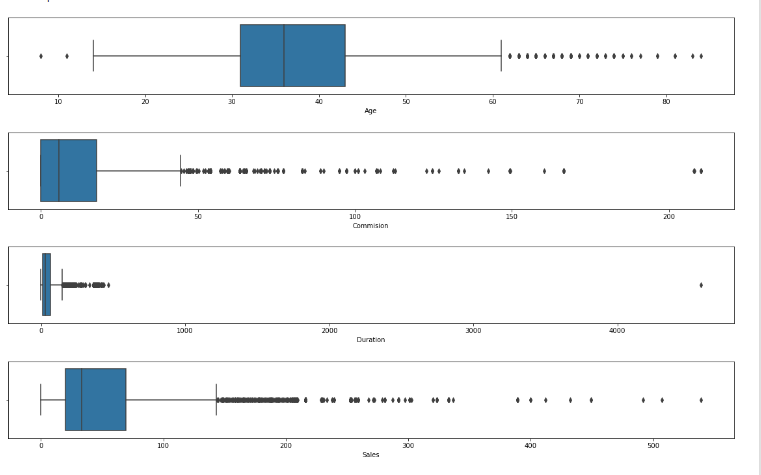 10 20 30 40 50 60 70 80
Age
0 50 100 150 200
Commision
0 1000 2000 3000 4000
Duration
0 100 200 300 400 500
Sales